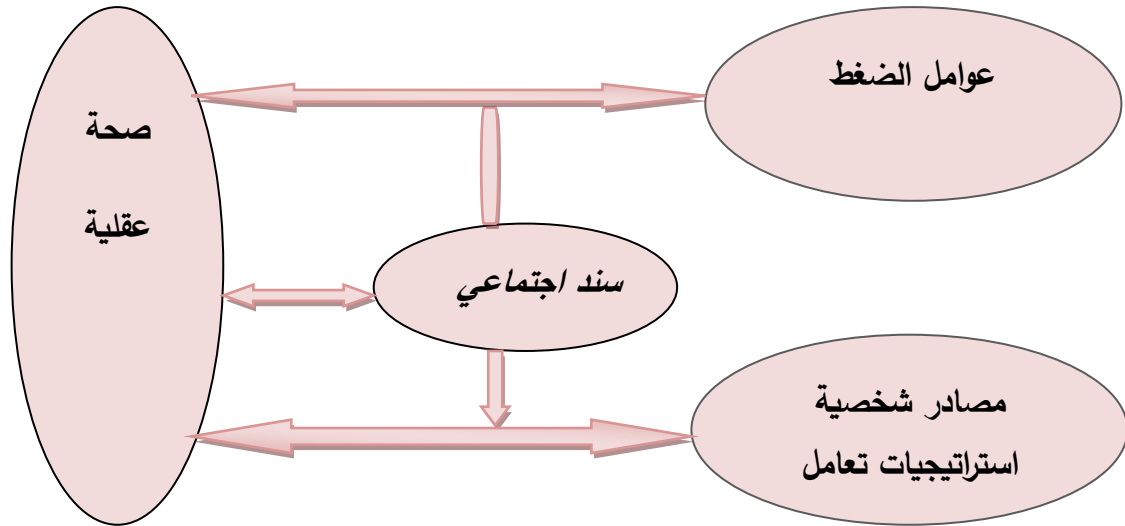 عوامل الضغط
صحة
عقلية
سند اجتماعي
مصادر شخصية
استراتيجيات تعامل